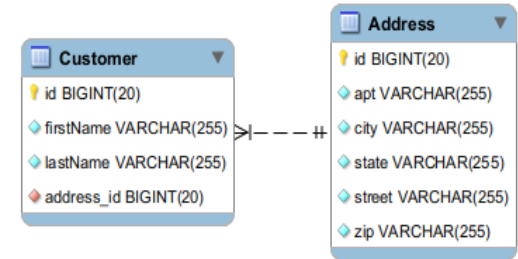 Customer
id BIGINT(20)
firstName VARCHAR(255)
lastName VARCHAR(255)
address_id BIGINT(20)
Address
id BIGINT(20)
apt VARCHAR(255)
city VARCHAR(255)
state VARCHAR(255)
street VARCHAR(255)
zip VARCHAR(255)